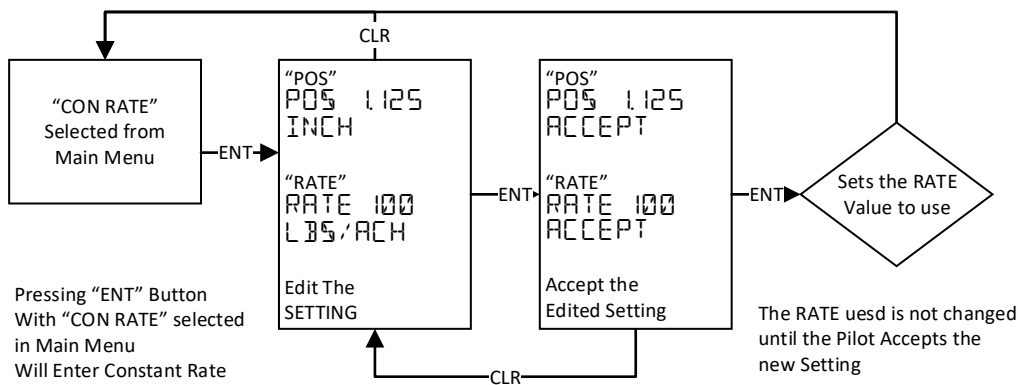 CLR
“CON RATE”
Selected from
Main Menu
ENT
“POS”
POS 1.125
INCH
“RATE”
RATE 100
LBS/ACH
Edit The
SETTING
ENT
“POS”
POS 1.125
ACCEPT
“RATE”
RATE 100
ACCEPT
Accept the
Edited Setting
ENT
Sets the RATE
Value to use
CLR
Pressing “ENT” Button
With “CON RATE” selected
in Main Menu
Will Enter Constant Rate
The RATE uesd is not changed
until the Pilot Accepts the
new Setting